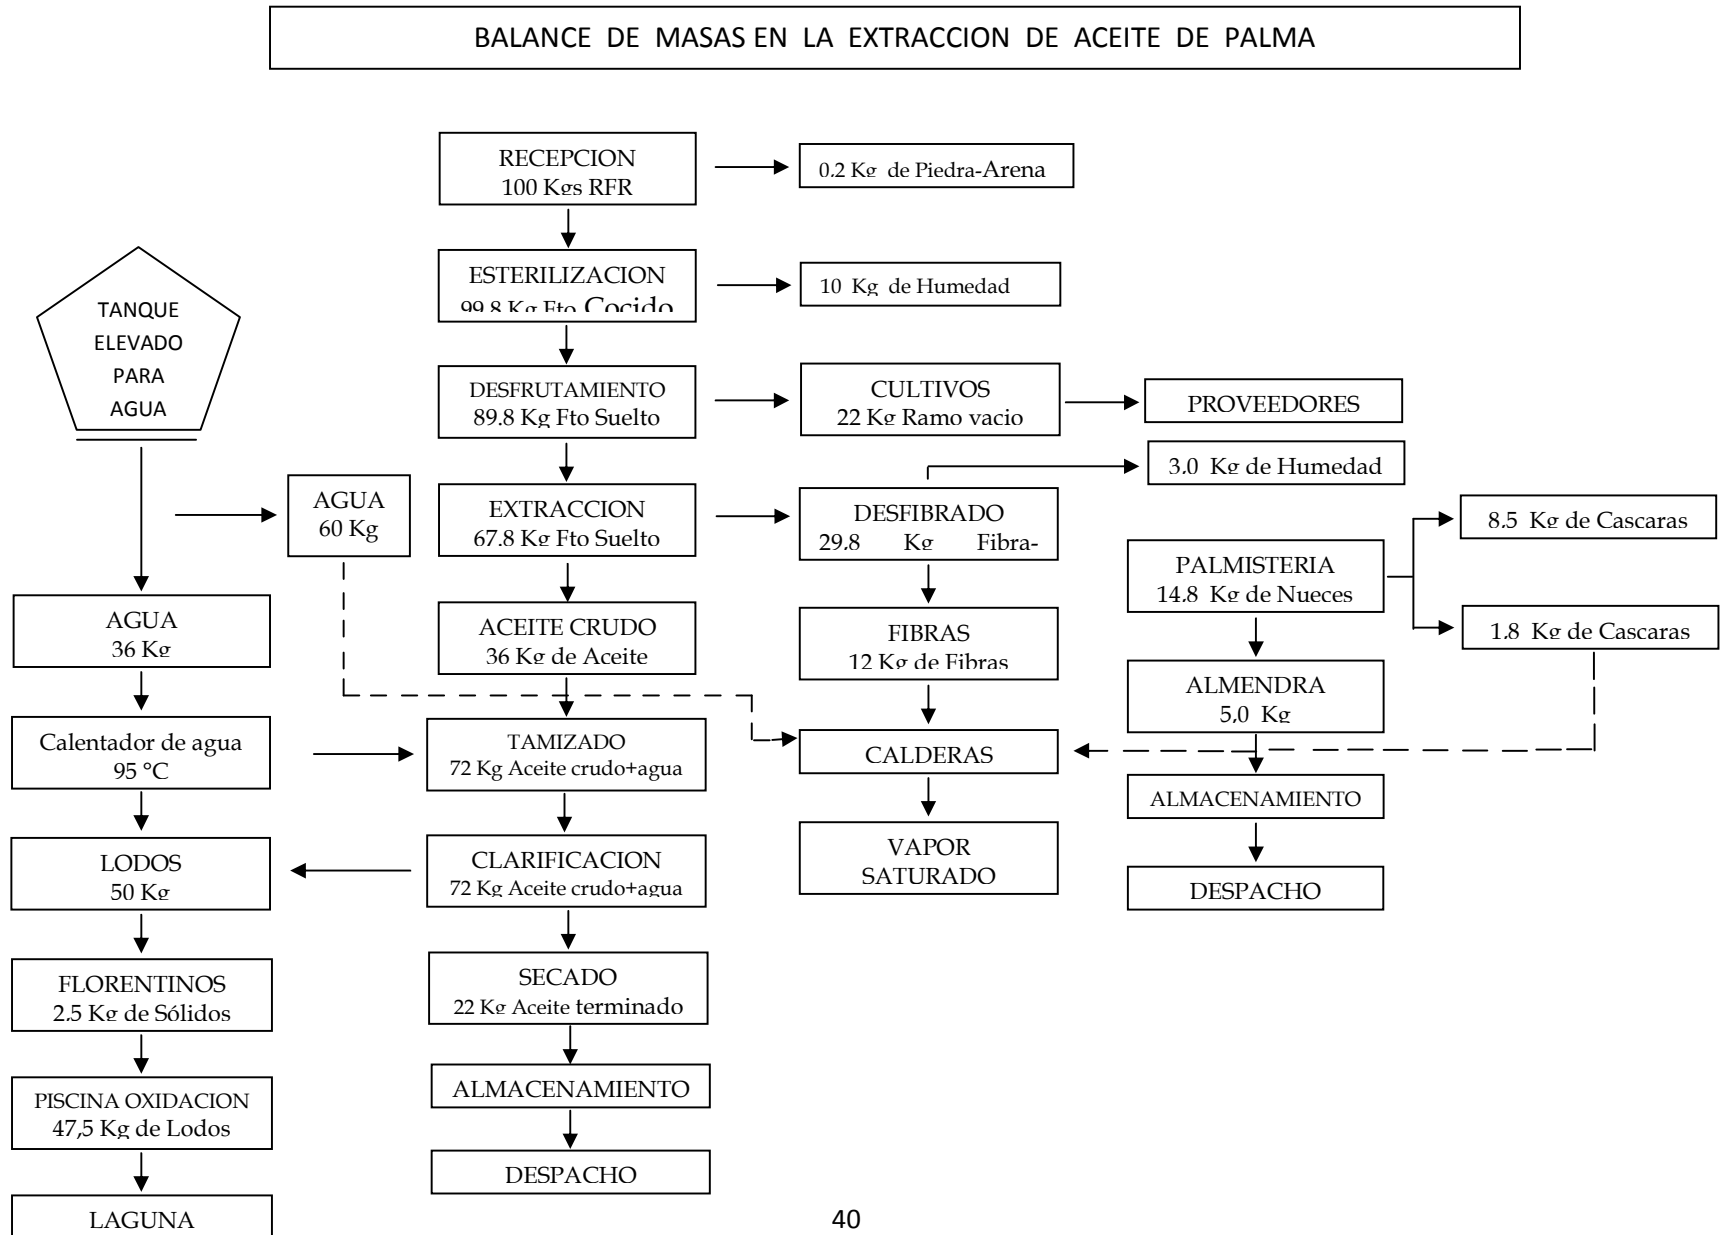 BALANCE DE MASAS EN LA EXTRACCION DE ACEITE DE PALMA
RECEPCION
100 Kgs RFR
0.2 Kg de Piedra-Arena
ESTERILIZACION
99.8 Kg Fto Cocido
10 Kg de Humedad
TANQUE
ELEVADO
PARA
AGUA
DESFRUTAMIENTO
89.8 Kg Fto Suelto
CULTIVOS
22 Kg Ramo vacio
PROVEEDORES
3.0 Kg de Humedad
AGUA
60 Kg
EXTRACCION
67.8 Kg Fto Suelto
DESFIBRADO
29.8 Kg Fibra-
8.5 Kg de Cascaras
PALMISTERIA
14.8 Kg de Nueces
1.8 Kg de Cascaras
AGUA
36 Kg
ACEITE CRUDO
36 Kg de Aceite
FIBRAS
12 Kg de Fibras
ALMENDRA
5,0 Kg
Calentador de agua
95 °C
TAMIZADO
72 Kg Aceite crudo+agua
CALDERAS
ALMACENAMIENTO
LODOS
50 Kg
CLARIFICACION
72 Kg Aceite crudo+agua
VAPOR
SATURADO
DESPACHO
FLORENTINOS
2.5 Kg de Sólidos
SECADO
22 Kg Aceite terminado
PISCINA OXIDACION
47,5 Kg de Lodos
ALMACENAMIENTO
DESPACHO
LAGUNA
40